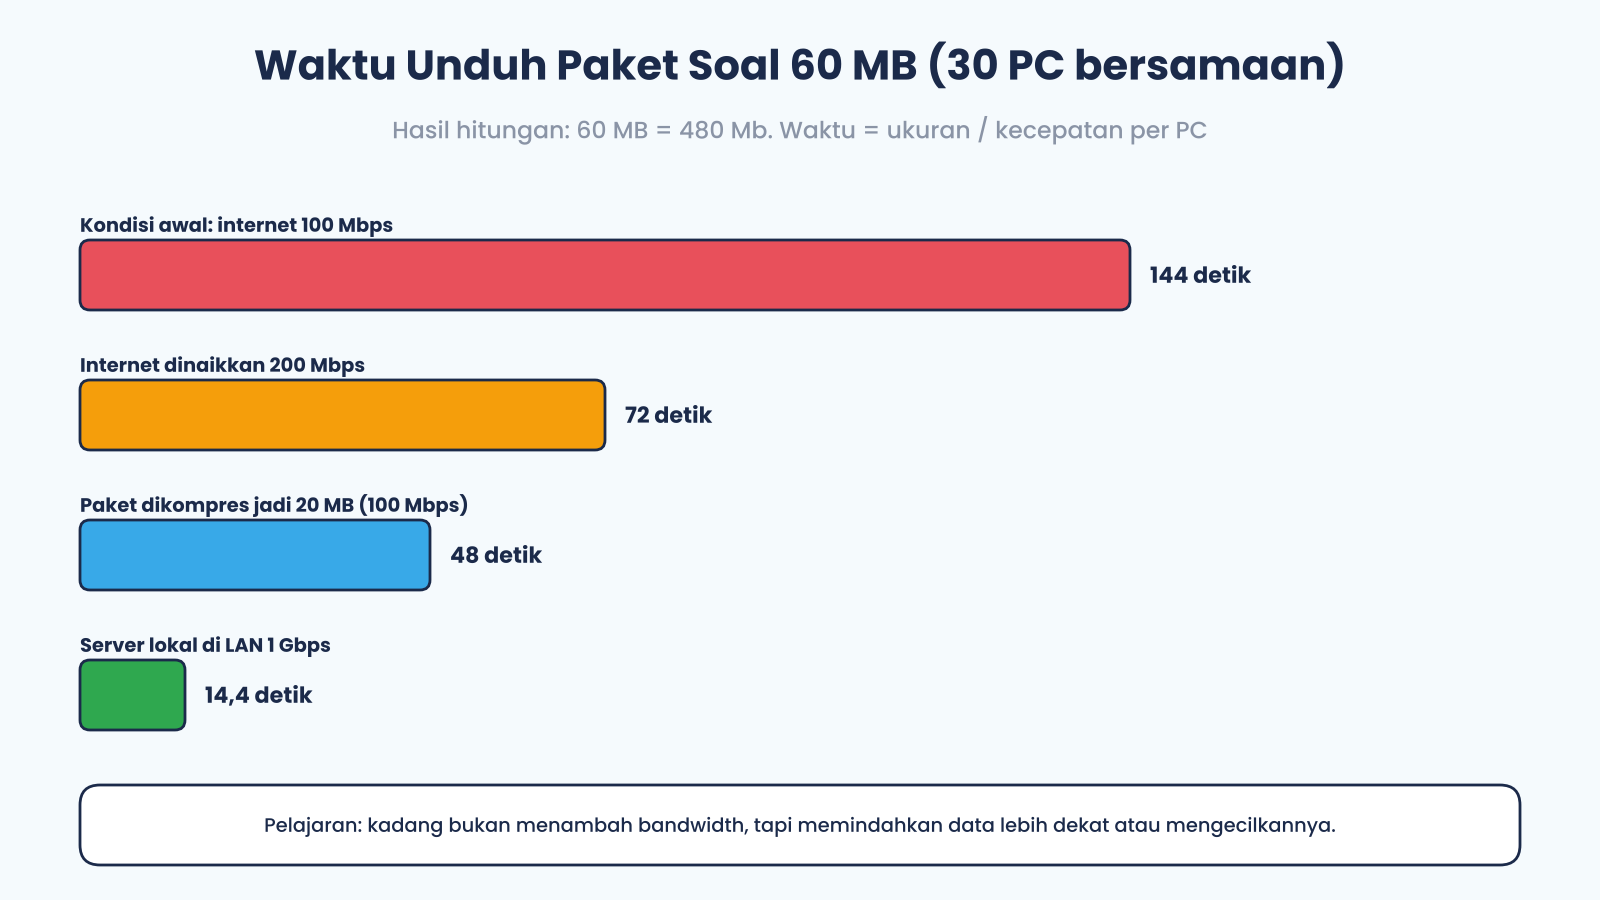 Waktu Unduh Paket Soal 60 MB (30 PC bersamaan)
Hasil hitungan: 60 MB = 480 Mb. Waktu = ukuran / kecepatan per PC
Kondisi awal: internet 100 Mbps
144 detik
Internet dinaikkan 200 Mbps
72 detik
Paket dikompres jadi 20 MB (100 Mbps)
48 detik
Server lokal di LAN 1 Gbps
14,4 detik
Pelajaran: kadang bukan menambah bandwidth, tapi memindahkan data lebih dekat atau mengecilkannya.